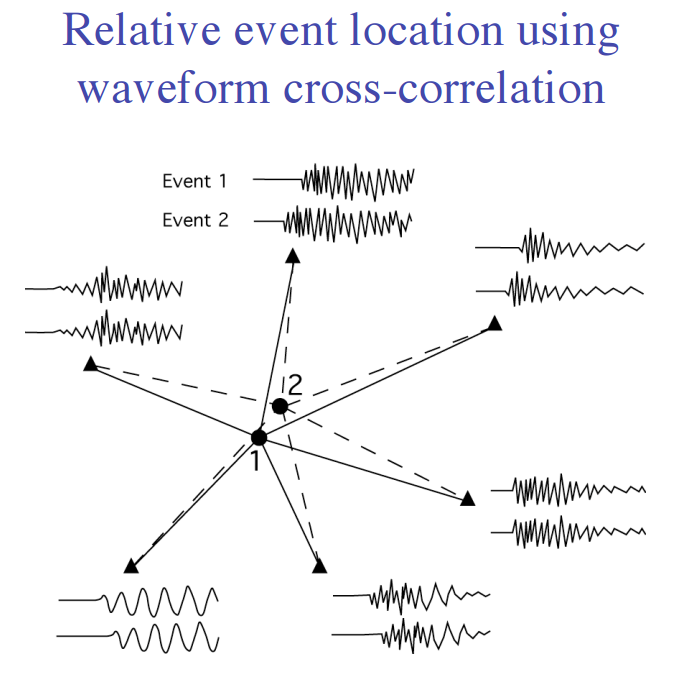 Relative event location using
waveform cross-correlation
Event 1
Event 2
2
1